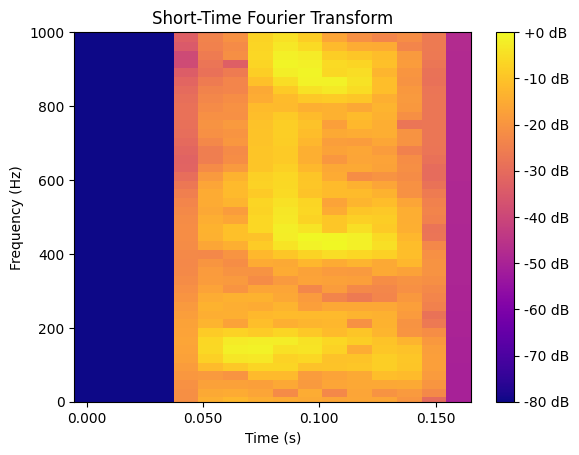 Short-Time Fourier Transform
1000
800
600
400
200
0
Frequency (Hz)
0.000
0.050
0.100
0.150
Time (s)
+0 dB
-10 dB
-20 dB
-30 dB
-40 dB
-50 dB
-60 dB
-70 dB
-80 dB